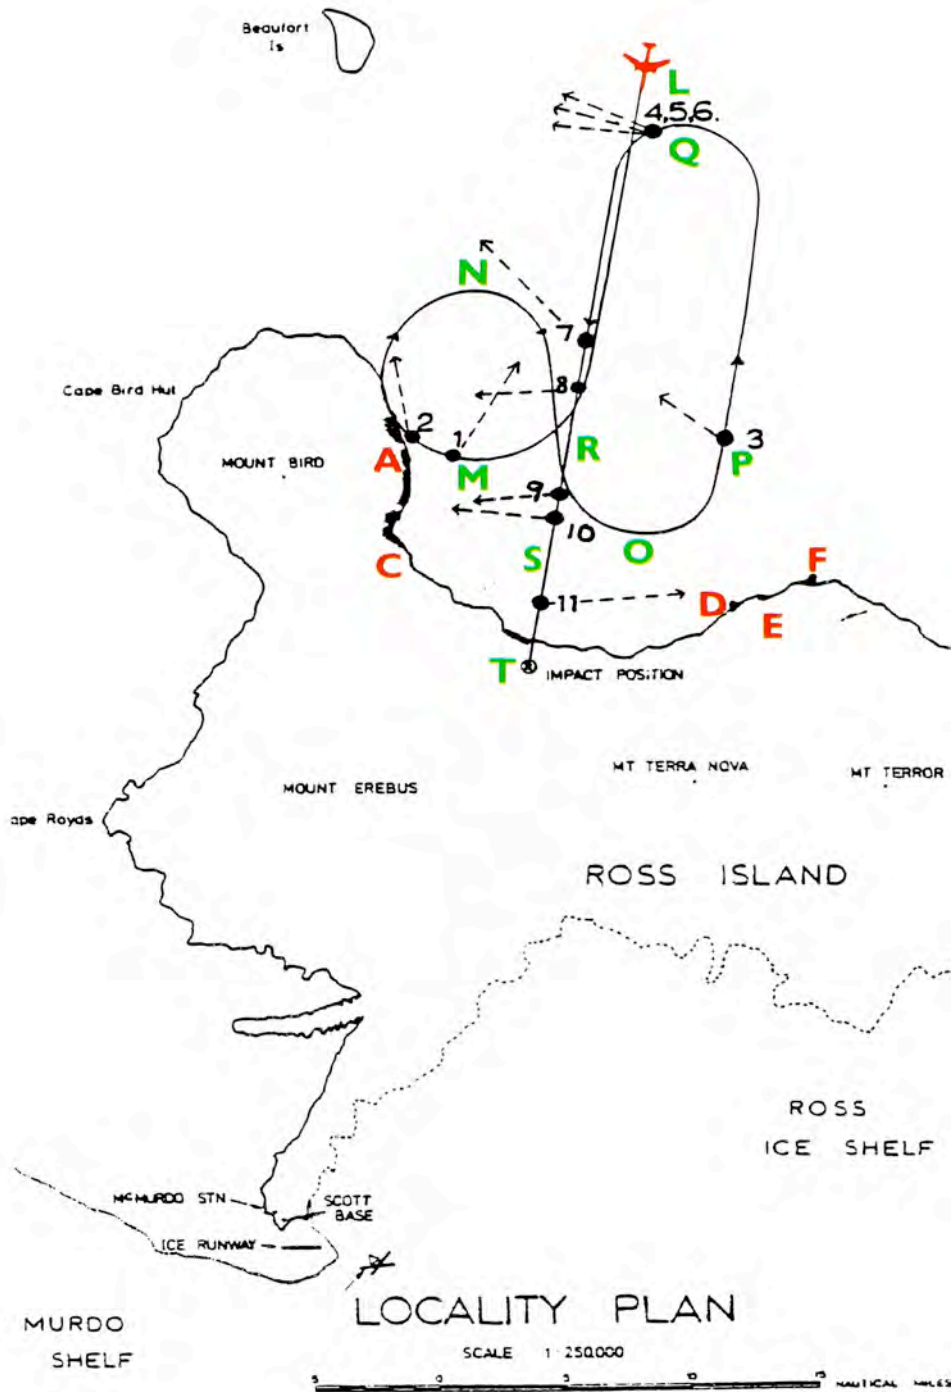 Beaufort
Is
L
4,5,6.
Q
N
7
8
Cape Bird Hut
2
1
3
A
MOUNT BIRD
M
R
P
9
10
C
S
O
F
11
D
E
T
IMPACT POSITION
MT TERRA NOVA
MT TERROR
MOUNT EREBUS
ape Royds
ROSS ISLAND
ROSS
ICE SHELF
McMURDO STN
SCOTT
BASE
ICE RUNWAY
LOCALITY PLAN
MURDO
SHELF
SCALE 1:250,000
5 0 5 10 15 NAUTICAL MILES